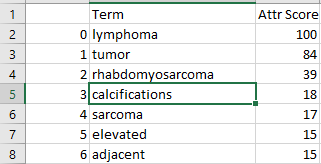 1 Term Attr Score
2 0 lymphoma 100
3 1 tumor 84
4 2 rhabdomyosarcoma 39
5 3 calcifications 18
6 4 sarcoma 17
7 5 elevated 15
8 6 adjacent 15